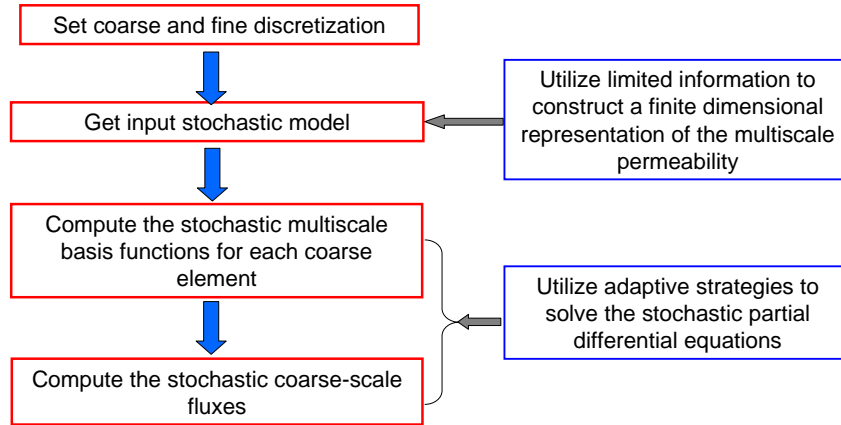 Set coarse and fine discretization
Get input stochastic model
Utilize limited information to
construct a finite dimensional
representation of the multiscale
permeability
Compute the stochastic multiscale
basis functions for each coarse
element
Utilize adaptive strategies to
solve the stochastic partial
differential equations
Compute the stochastic coarse-scale
fluxes